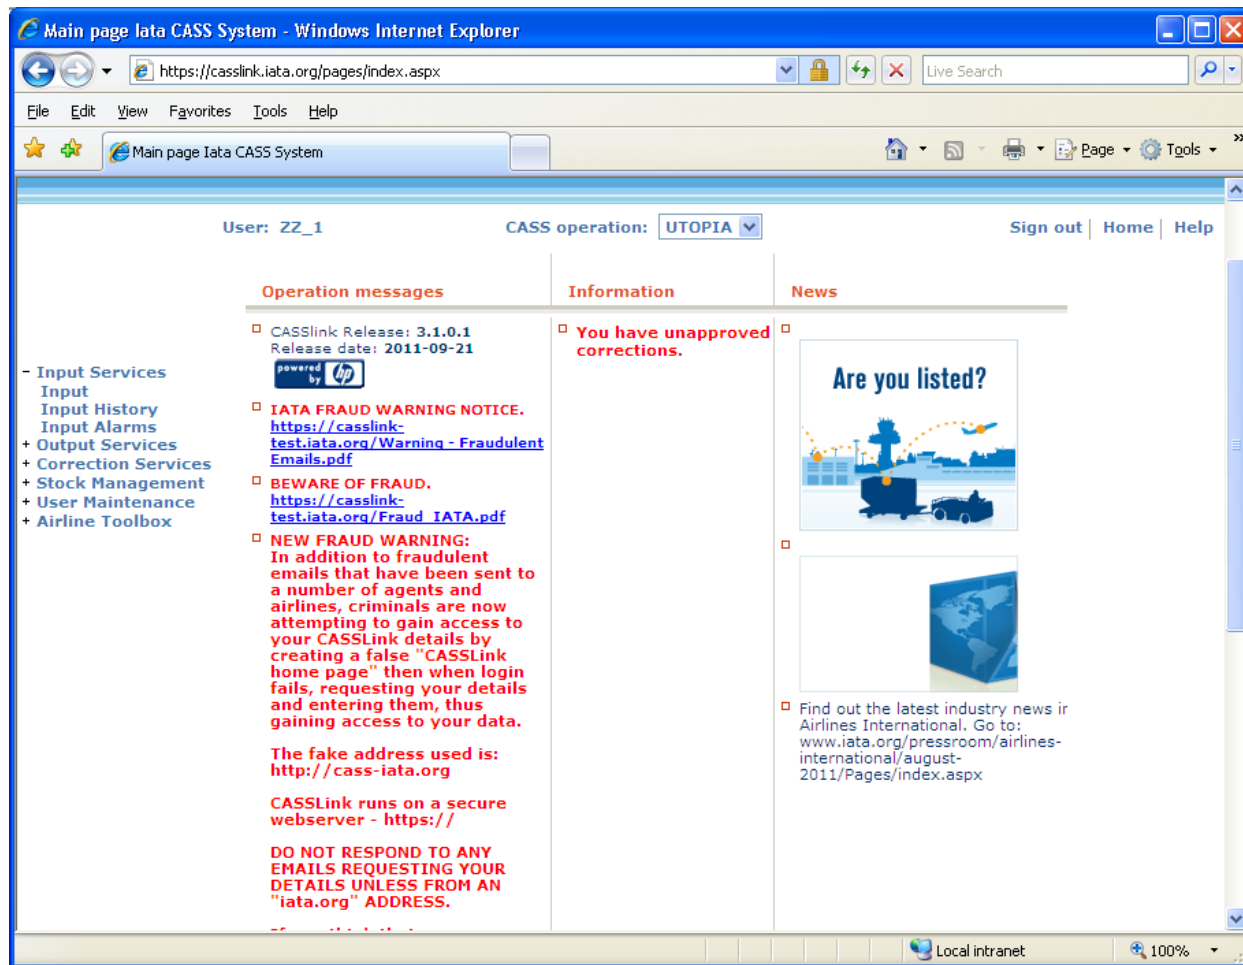 Main page Iata CASS System - Windows Internet Explorer
https://casslink.iata.org/pages/index.aspx
Live Search
File Edit View Favorites Tools Help
Main page Iata CASS System
Page Tools
User: ZZ_1 CASS operation: UTOPIA Sign out | Home | Help
- Input Services
Input
Input History
Input Alarms
+ Output Services
+ Correction Services
+ Stock Management
+ User Maintenance
+ Airline Toolbox
Operation messages
CASSlink Release: 3.1.0.1
Release date: 2011-09-21
powered
by hp
IATA FRAUD WARNING NOTICE.
https://casslink-
test.iata.org/Warning - Fraudulent
Emails.pdf
BEWARE OF FRAUD.
https://casslink-
test.iata.org/Fraud_IATA.pdf
NEW FRAUD WARNING:
In addition to fraudulent
emails that have been sent to
a number of agents and
airlines, criminals are now
attempting to gain access to
your CASSLink details by
creating a false "CASSLink
home page" then when login
fails, requesting your details
and entering them, thus
gaining access to your data.
The fake address used is:
http://cass-iata.org
CASSLink runs on a secure
webserver - https://
DO NOT RESPOND TO ANY
EMAILS REQUESTING YOUR
DETAILS UNLESS FROM AN
"iata.org" ADDRESS.
Information
You have unapproved
corrections.
News
Are you listed?
Find out the latest industry news in
Airlines International. Go to:
www.iata.org/pressroom/airlines-
international/august-
2011/Pages/index.aspx
Local intranet 100%